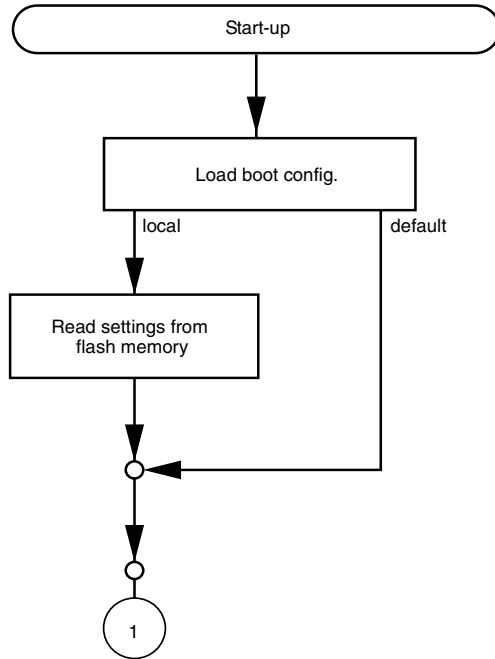 Start-up
Load boot config.
local
default
Read settings from
flash memory
1